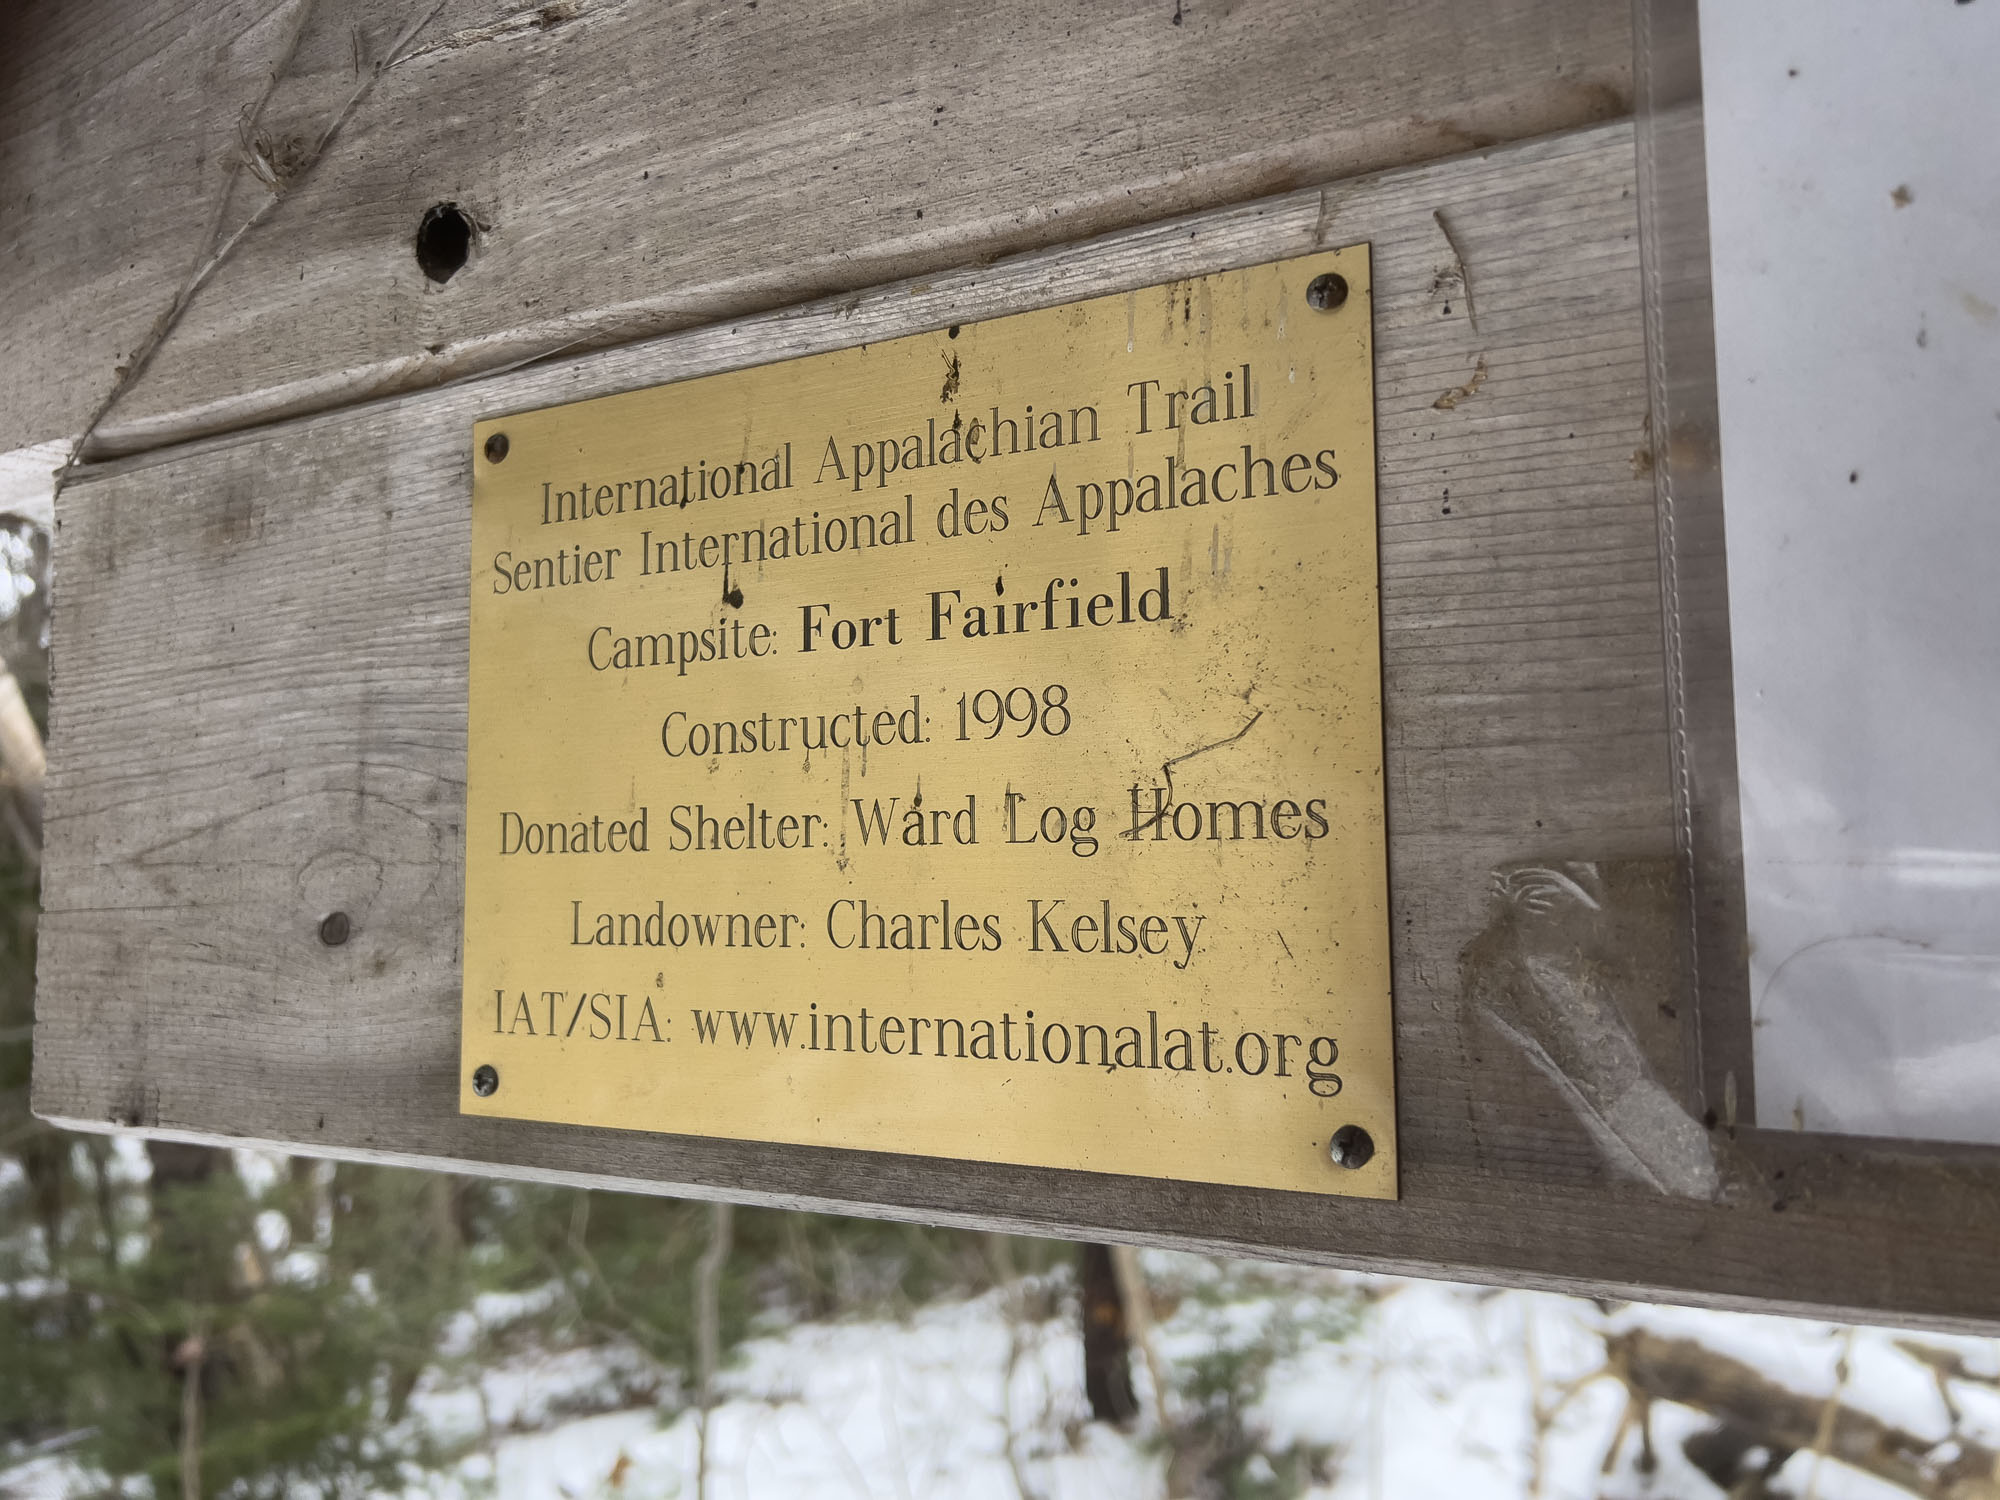 International Appalachian Trail
Sentier International des Appalaches
Campsite: Fort Fairfield
Constructed: 1998
Donated Shelter: Ward Log Homes
Landowner: Charles Kelsey
IAT/SIA: www.internationalat.org